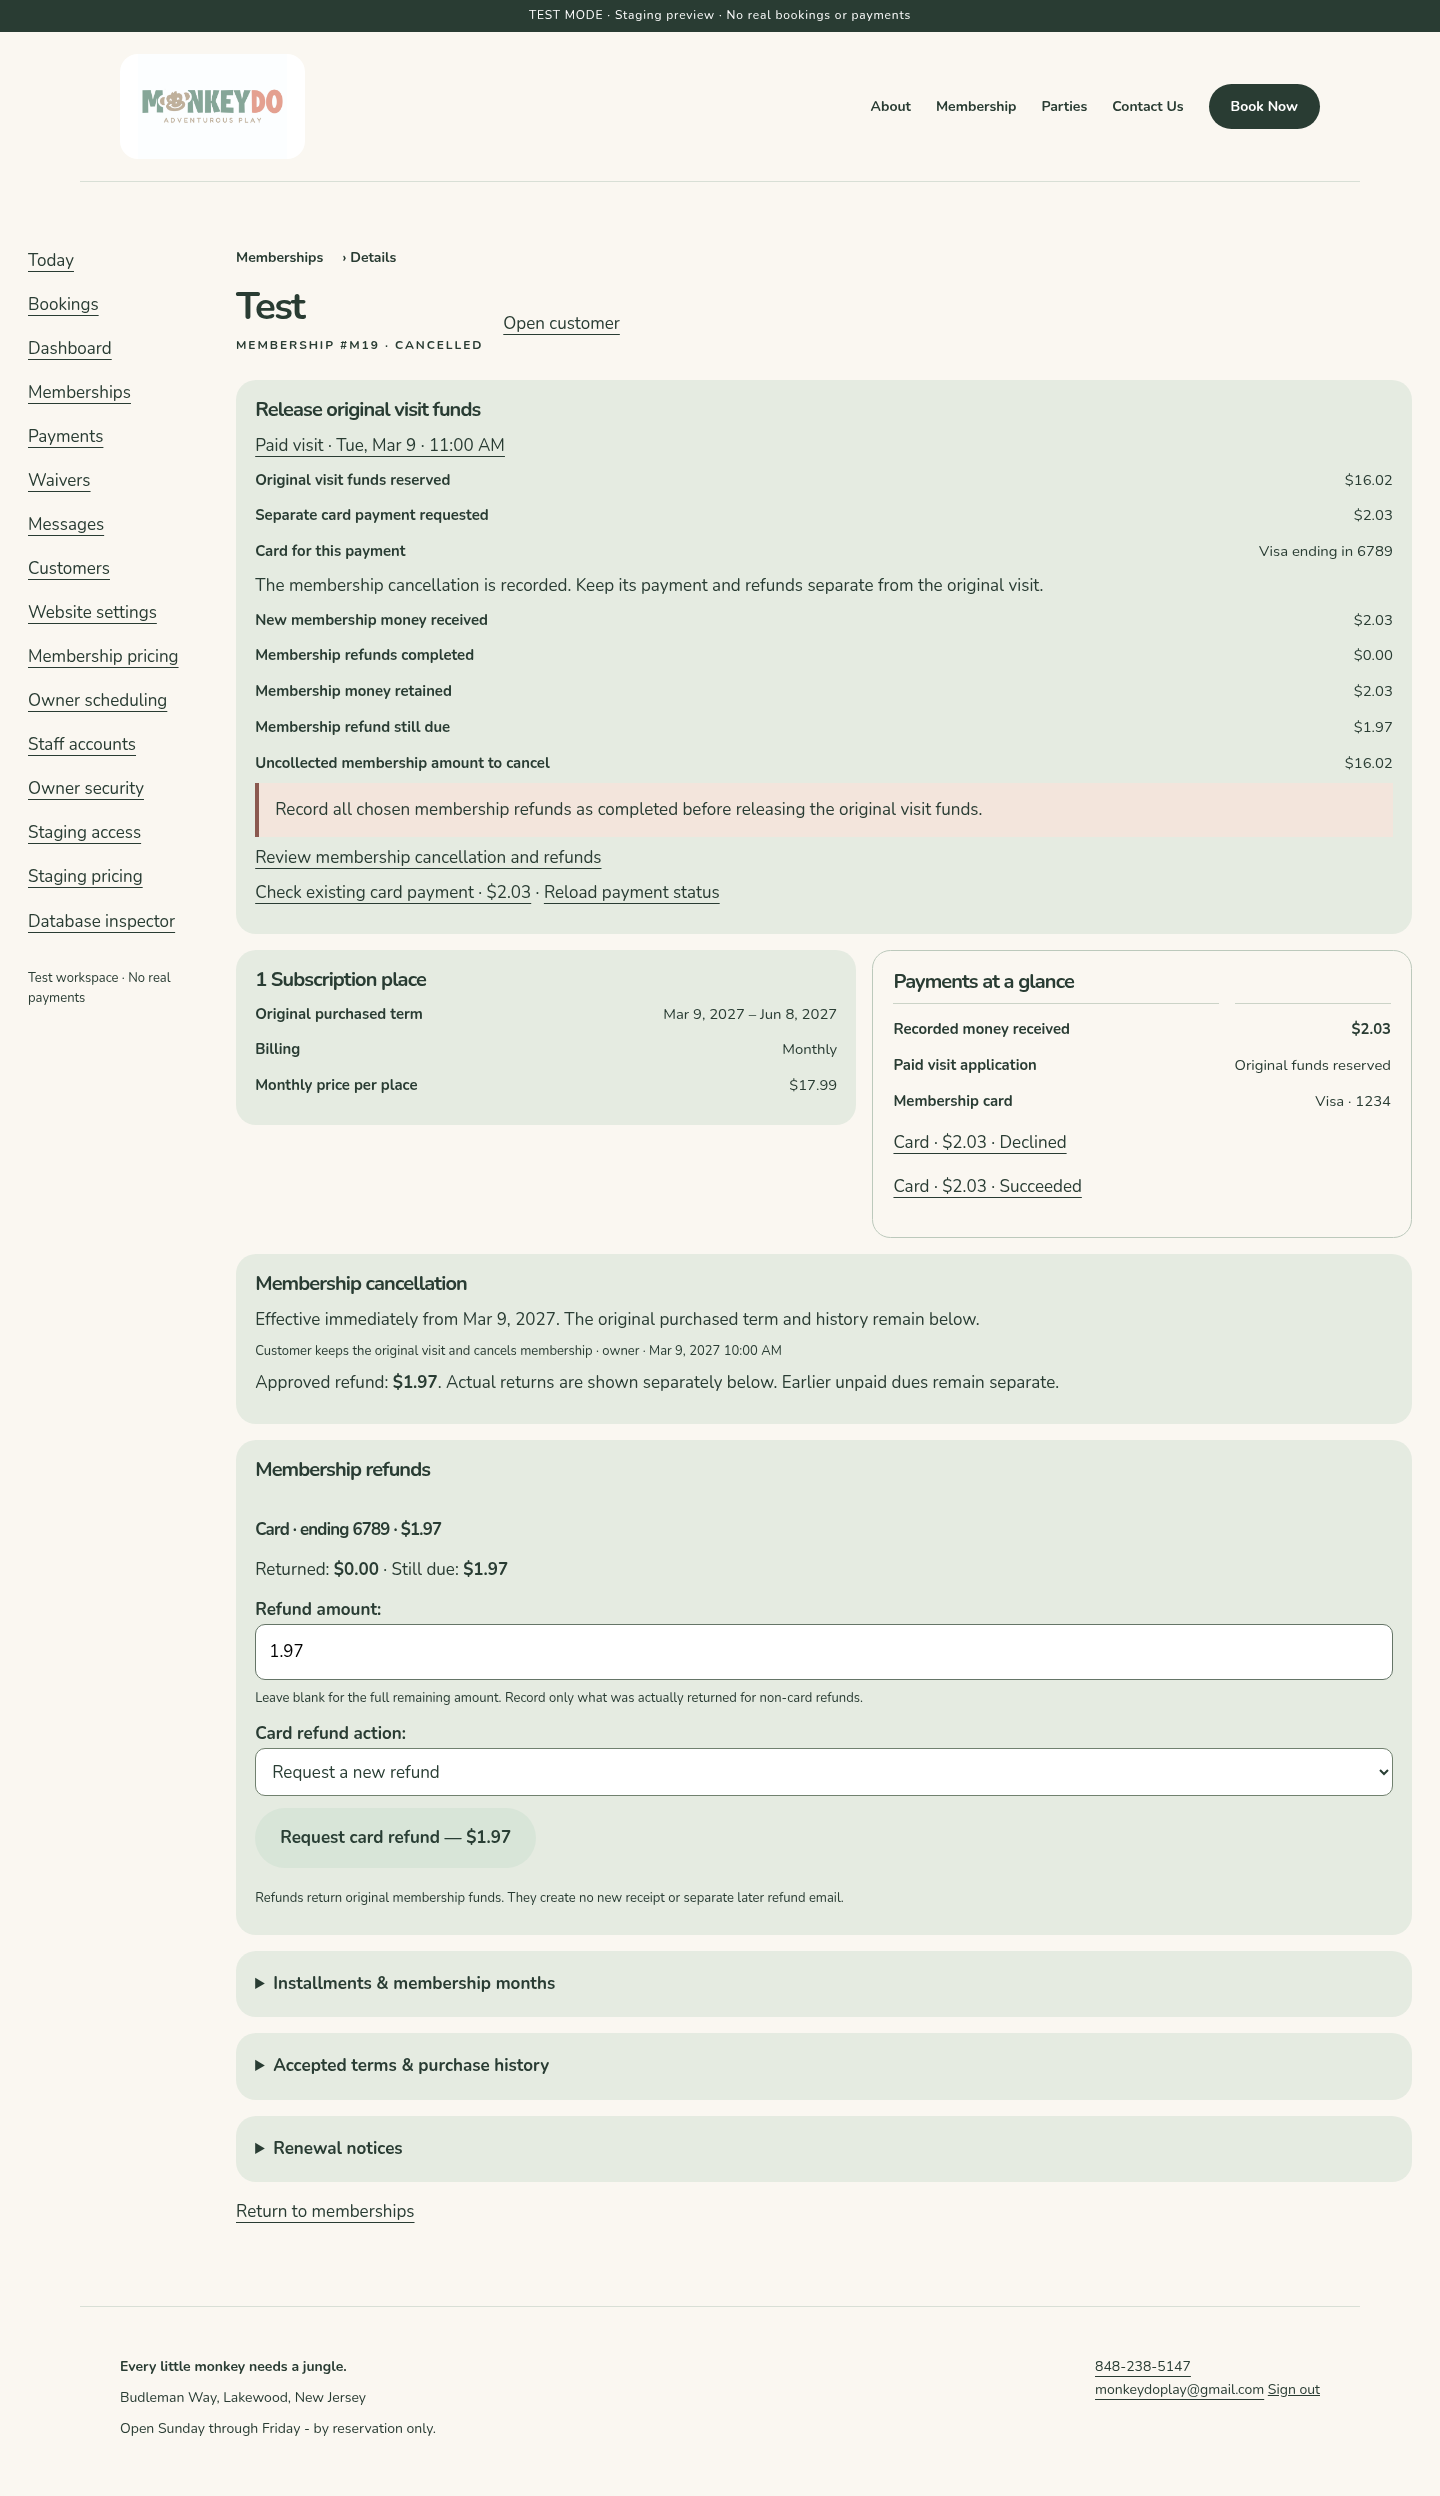 TEST MODE · Staging preview · No real bookings or payments
MONKEYDO
ADVENTUROUS PLAY
About
Membership
Parties
Contact Us
Book Now
Today
Bookings
Dashboard
Memberships
Payments
Waivers
Messages
Customers
Website settings
Membership pricing
Owner scheduling
Staff accounts
Owner security
Staging access
Staging pricing
Database inspector
Test workspace · No real
payments
Memberships › Details
Test
MEMBERSHIP #M19 · CANCELLED
Open customer
Release original visit funds
Paid visit · Tue, Mar 9 · 11:00 AM
Original visit funds reserved $16.02
Separate card payment requested $2.03
Card for this payment Visa ending in 6789
The membership cancellation is recorded. Keep its payment and refunds separate from the original visit.
New membership money received $2.03
Membership refunds completed $0.00
Membership money retained $2.03
Membership refund still due $1.97
Uncollected membership amount to cancel $16.02
Record all chosen membership refunds as completed before releasing the original visit funds.
Review membership cancellation and refunds
Check existing card payment · $2.03 · Reload payment status
1 Subscription place
Original purchased term Mar 9, 2027 – Jun 8, 2027
Billing Monthly
Monthly price per place $17.99
Payments at a glance
Recorded money received $2.03
Paid visit application Original funds reserved
Membership card Visa · 1234
Card · $2.03 · Declined
Card · $2.03 · Succeeded
Membership cancellation
Effective immediately from Mar 9, 2027. The original purchased term and history remain below.
Customer keeps the original visit and cancels membership · owner · Mar 9, 2027 10:00 AM
Approved refund: $1.97. Actual returns are shown separately below. Earlier unpaid dues remain separate.
Membership refunds
Card · ending 6789 · $1.97
Returned: $0.00 · Still due: $1.97
Refund amount:
1.97
Leave blank for the full remaining amount. Record only what was actually returned for non-card refunds.
Card refund action:
Request a new refund
Request card refund — $1.97
Refunds return original membership funds. They create no new receipt or separate later refund email.
Installments & membership months
Accepted terms & purchase history
Renewal notices
Return to memberships
Every little monkey needs a jungle.
Budleman Way, Lakewood, New Jersey
Open Sunday through Friday - by reservation only.
848-238-5147
monkeydoplay@gmail.com Sign out